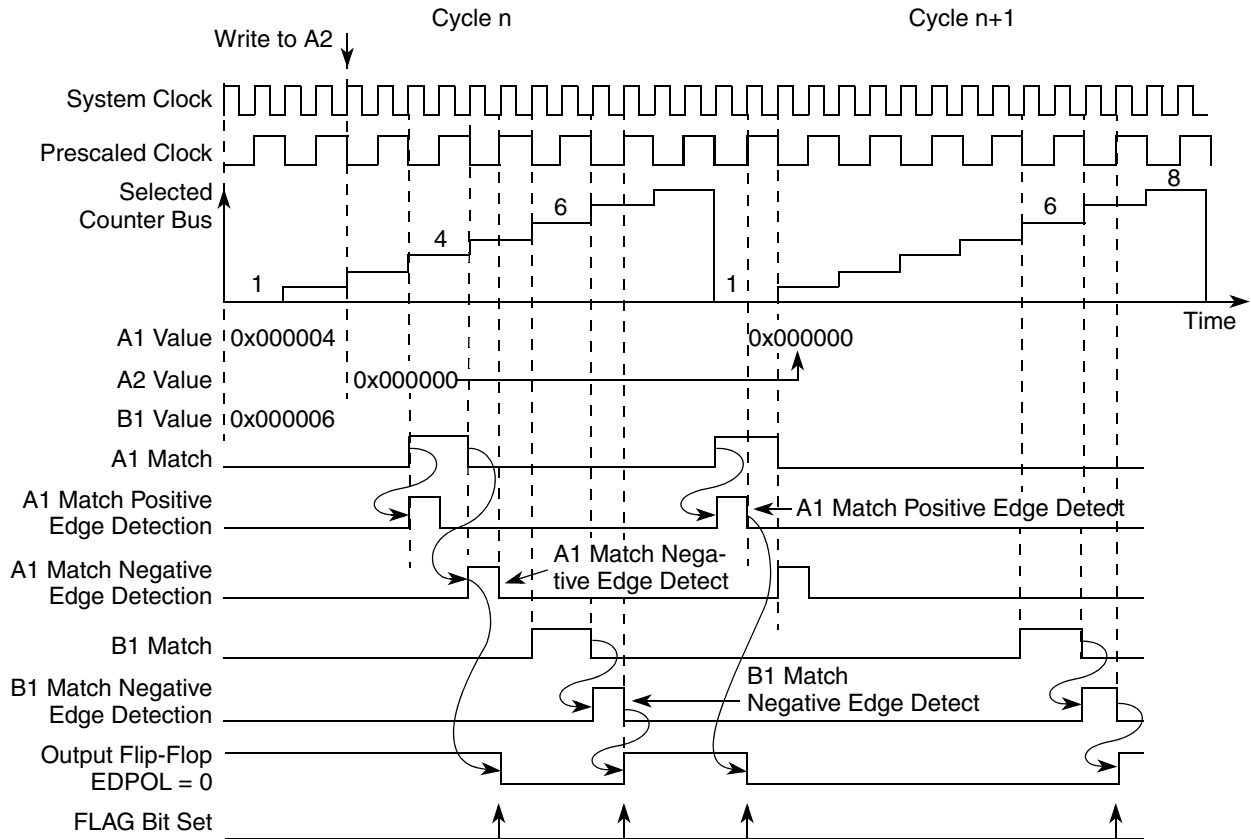 Cycle n
Cycle n+1
Write to A2
System Clock
Prescaled Clock
Selected
Counter Bus
1
4
6
1
6
8
Time
A1 Value 0x000004
0x000000
A2 Value
0x000000
B1 Value 0x000006
A1 Match
A1 Match Positive
Edge Detection
A1 Match Positive Edge Detect
A1 Match Negative
Edge Detection
A1 Match Nega-
tive Edge Detect
B1 Match
B1 Match Negative
Edge Detection
B1 Match
Negative Edge Detect
Output Flip-Flop
EDPOL = 0
FLAG Bit Set